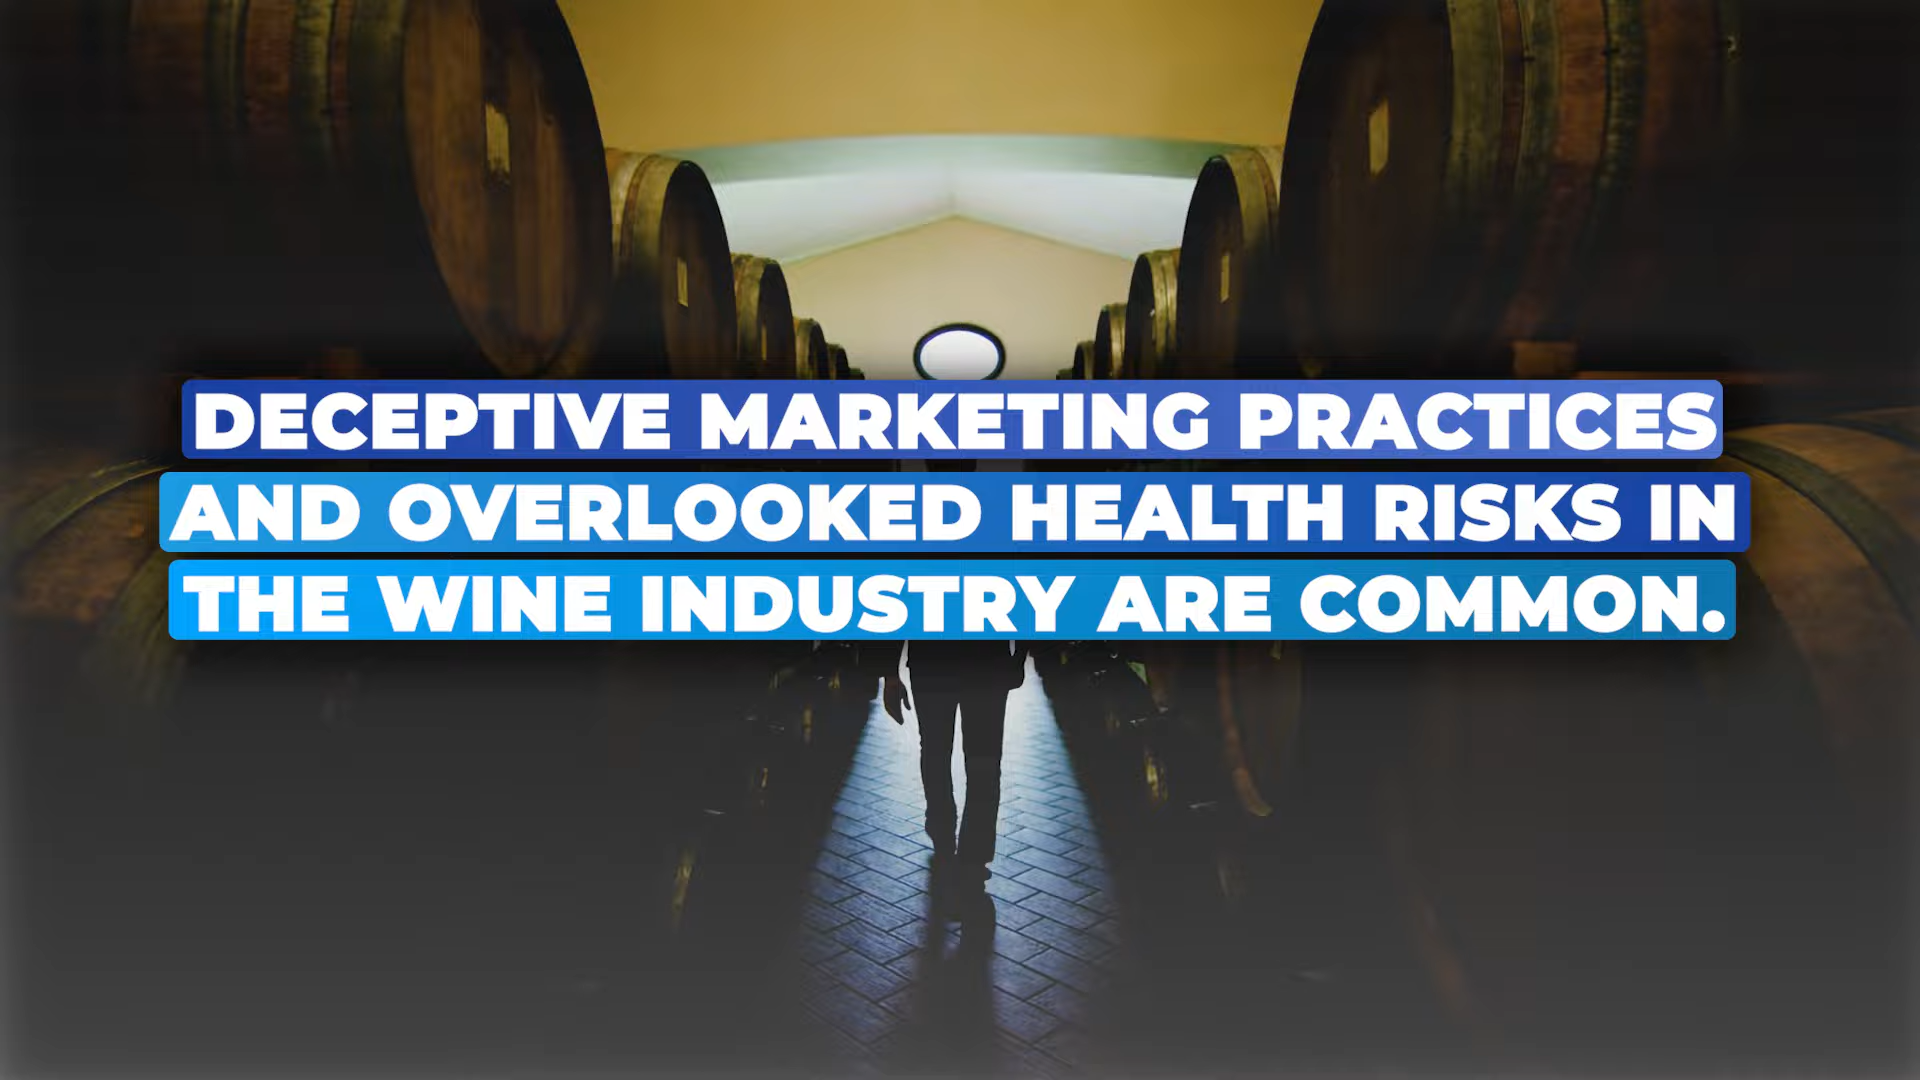 DECEPTIVE MARKETING PRACTICES
AND OVERLOOKED HEALTH RISKS IN
THE WINE INDUSTRY ARE COMMON.